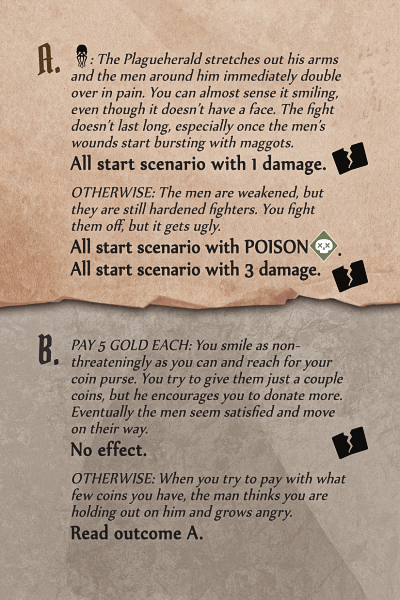 A.
: The Plagueherald stretches out his arms
and the men around him immediately double
over in pain. You can almost sense it smiling,
even though it doesn't have a face. The fight
doesn't last long, especially once the men's
wounds start bursting with maggots.
All start scenario with 1 damage.
OTHERWISE: The men are weakened, but
they are still hardened fighters. You fight
them off, but it gets ugly.
All start scenario with POISON .
All start scenario with 3 damage.
B.
PAY 5 GOLD EACH: You smile as non-
threateningly as you can and reach for your
coin purse. You try to give them just a couple
coins, but he encourages you to donate more.
Eventually the men seem satisfied and move
on their way.
No effect.
OTHERWISE: When you try to pay with what
few coins you have, the man thinks you are
holding out on him and grows angry.
Read outcome A.